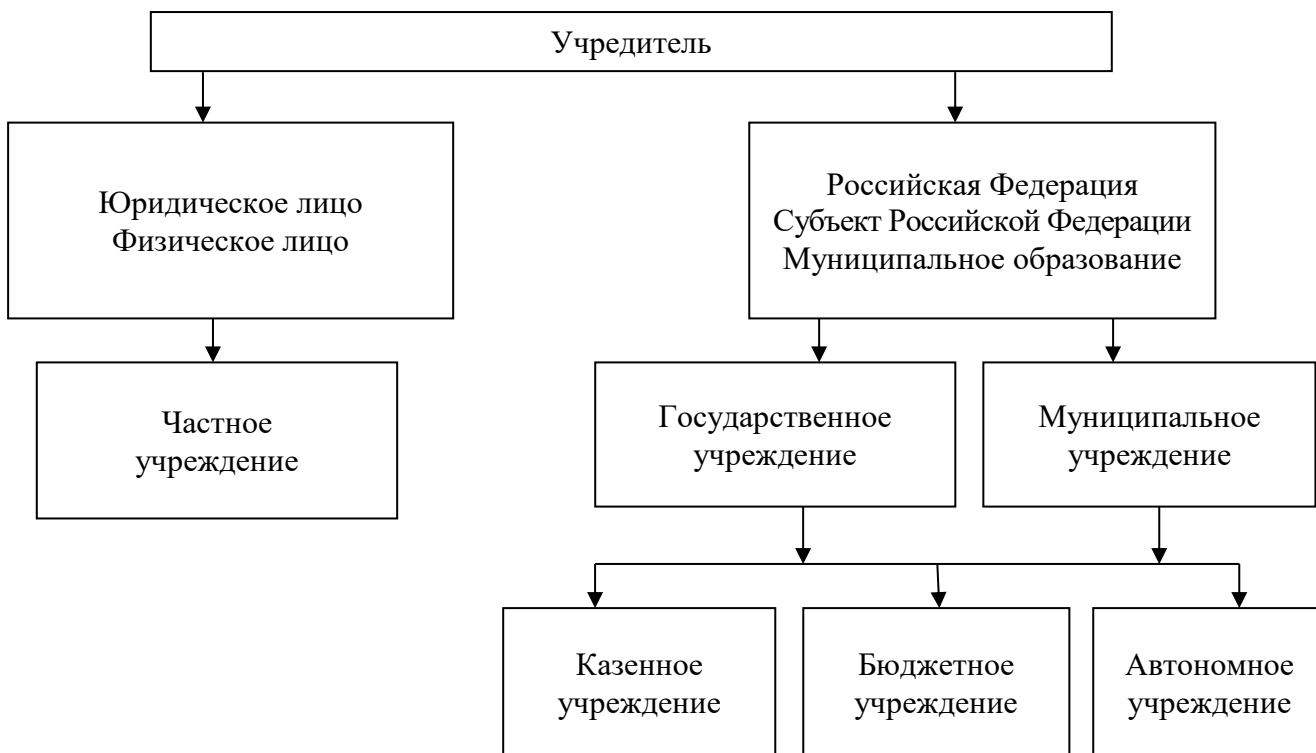 Учредитель
Юридическое лицо
Физическое лицо
Российская Федерация
Субъект Российской Федерации
Муниципальное образование
Частное
учреждение
Государственное
учреждение
Муниципальное
учреждение
Казенное
учреждение
Бюджетное
учреждение
Автономное
учреждение